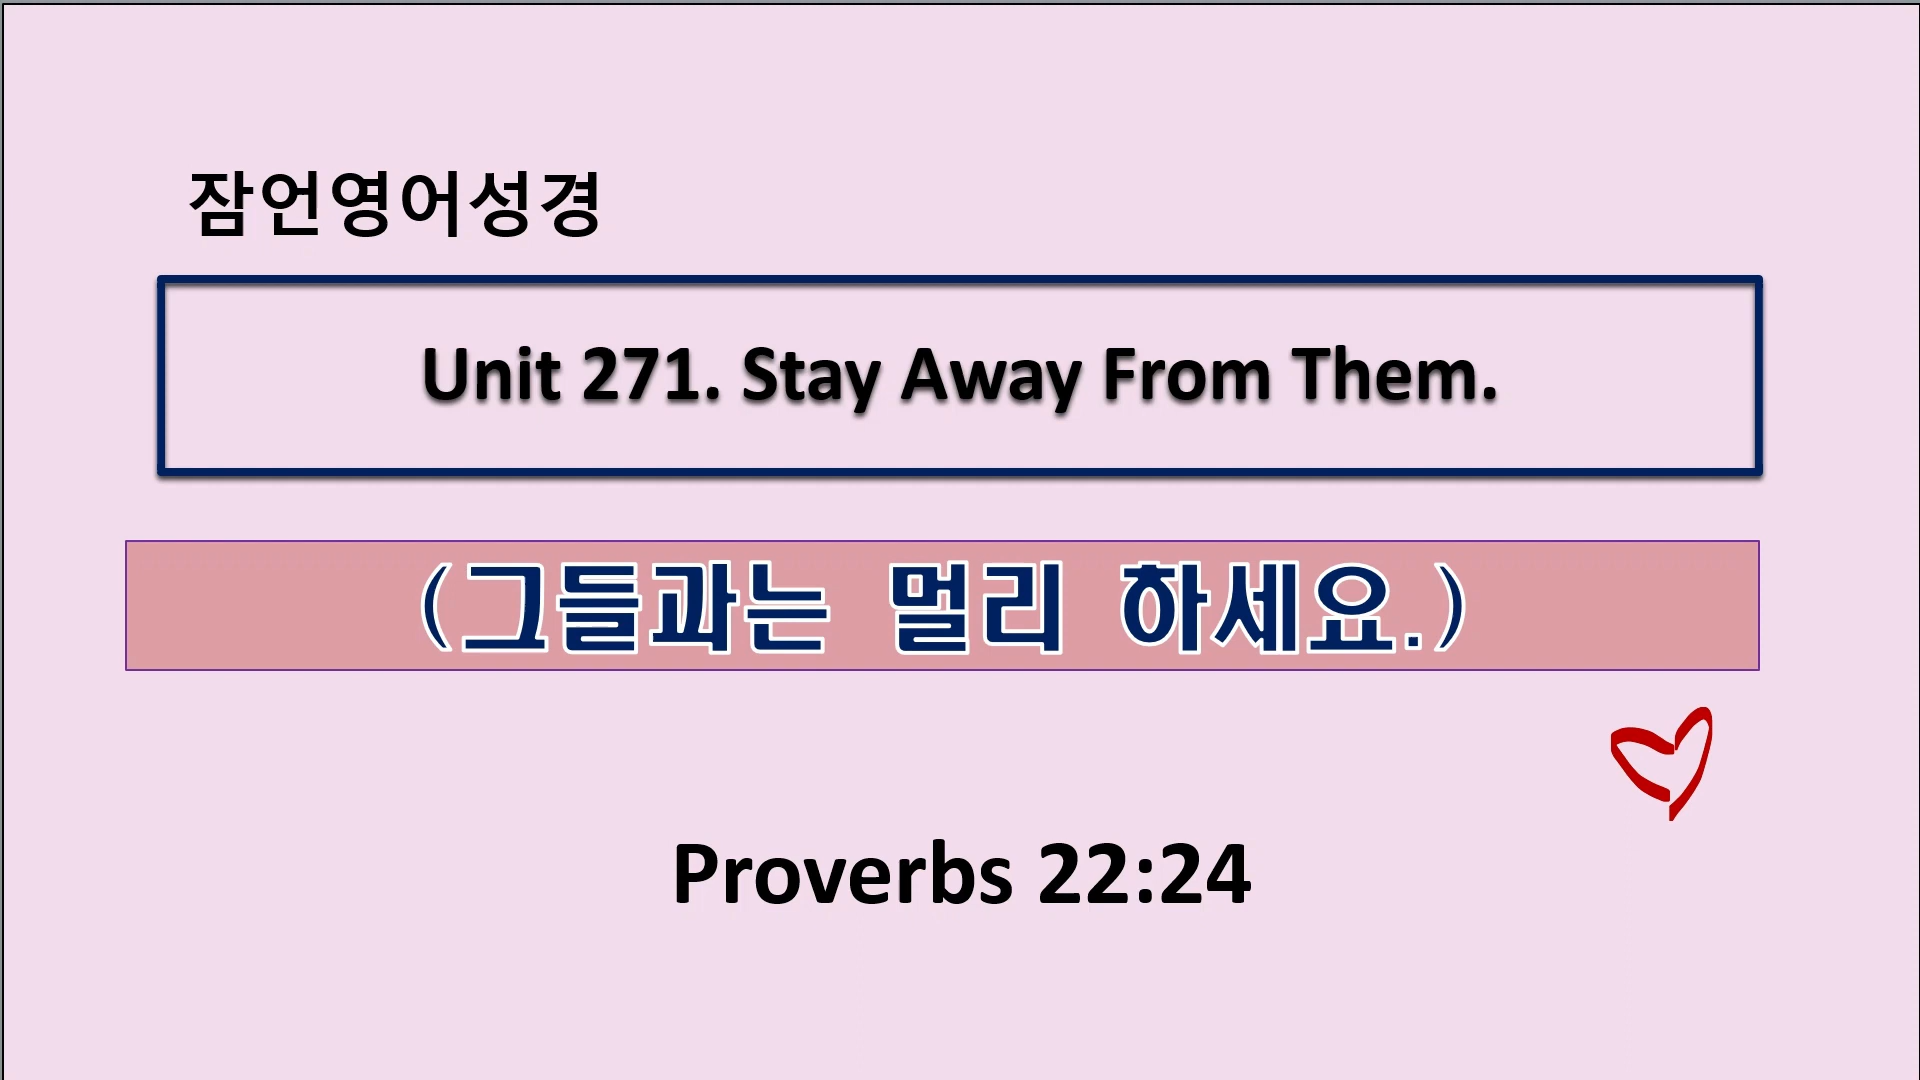 잠언영어성경
Unit 271. Stay Away From Them.
(그들과는 멀리 하세요.)
Proverbs 22:24